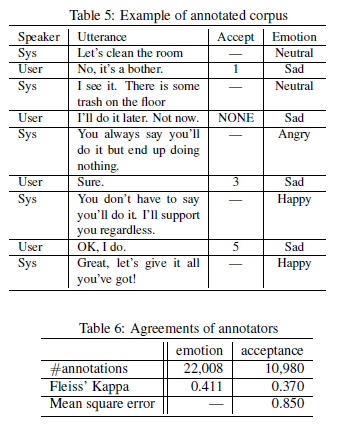 Table 5: Example of annotated corpus
Speaker Utterance Accept Emotion
Sys Let's clean the room — Neutral
User No, it's a bother. 1 Sad
Sys I see it. There is some — Neutral
trash on the floor
User I'll do it later. Not now. NONE Sad
Sys You always say you'll — Angry
do it but end up doing
nothing.
User Sure. 3 Sad
Sys You don't have to say — Happy
you'll do it. I'll support
you regardless.
User OK, I do. 5 Sad
Sys Great, let's give it all — Happy
you've got!
Table 6: Agreements of annotators
emotion acceptance
#annotations 22,008 10,980
Fleiss' Kappa 0.411 0.370
Mean square error — 0.850